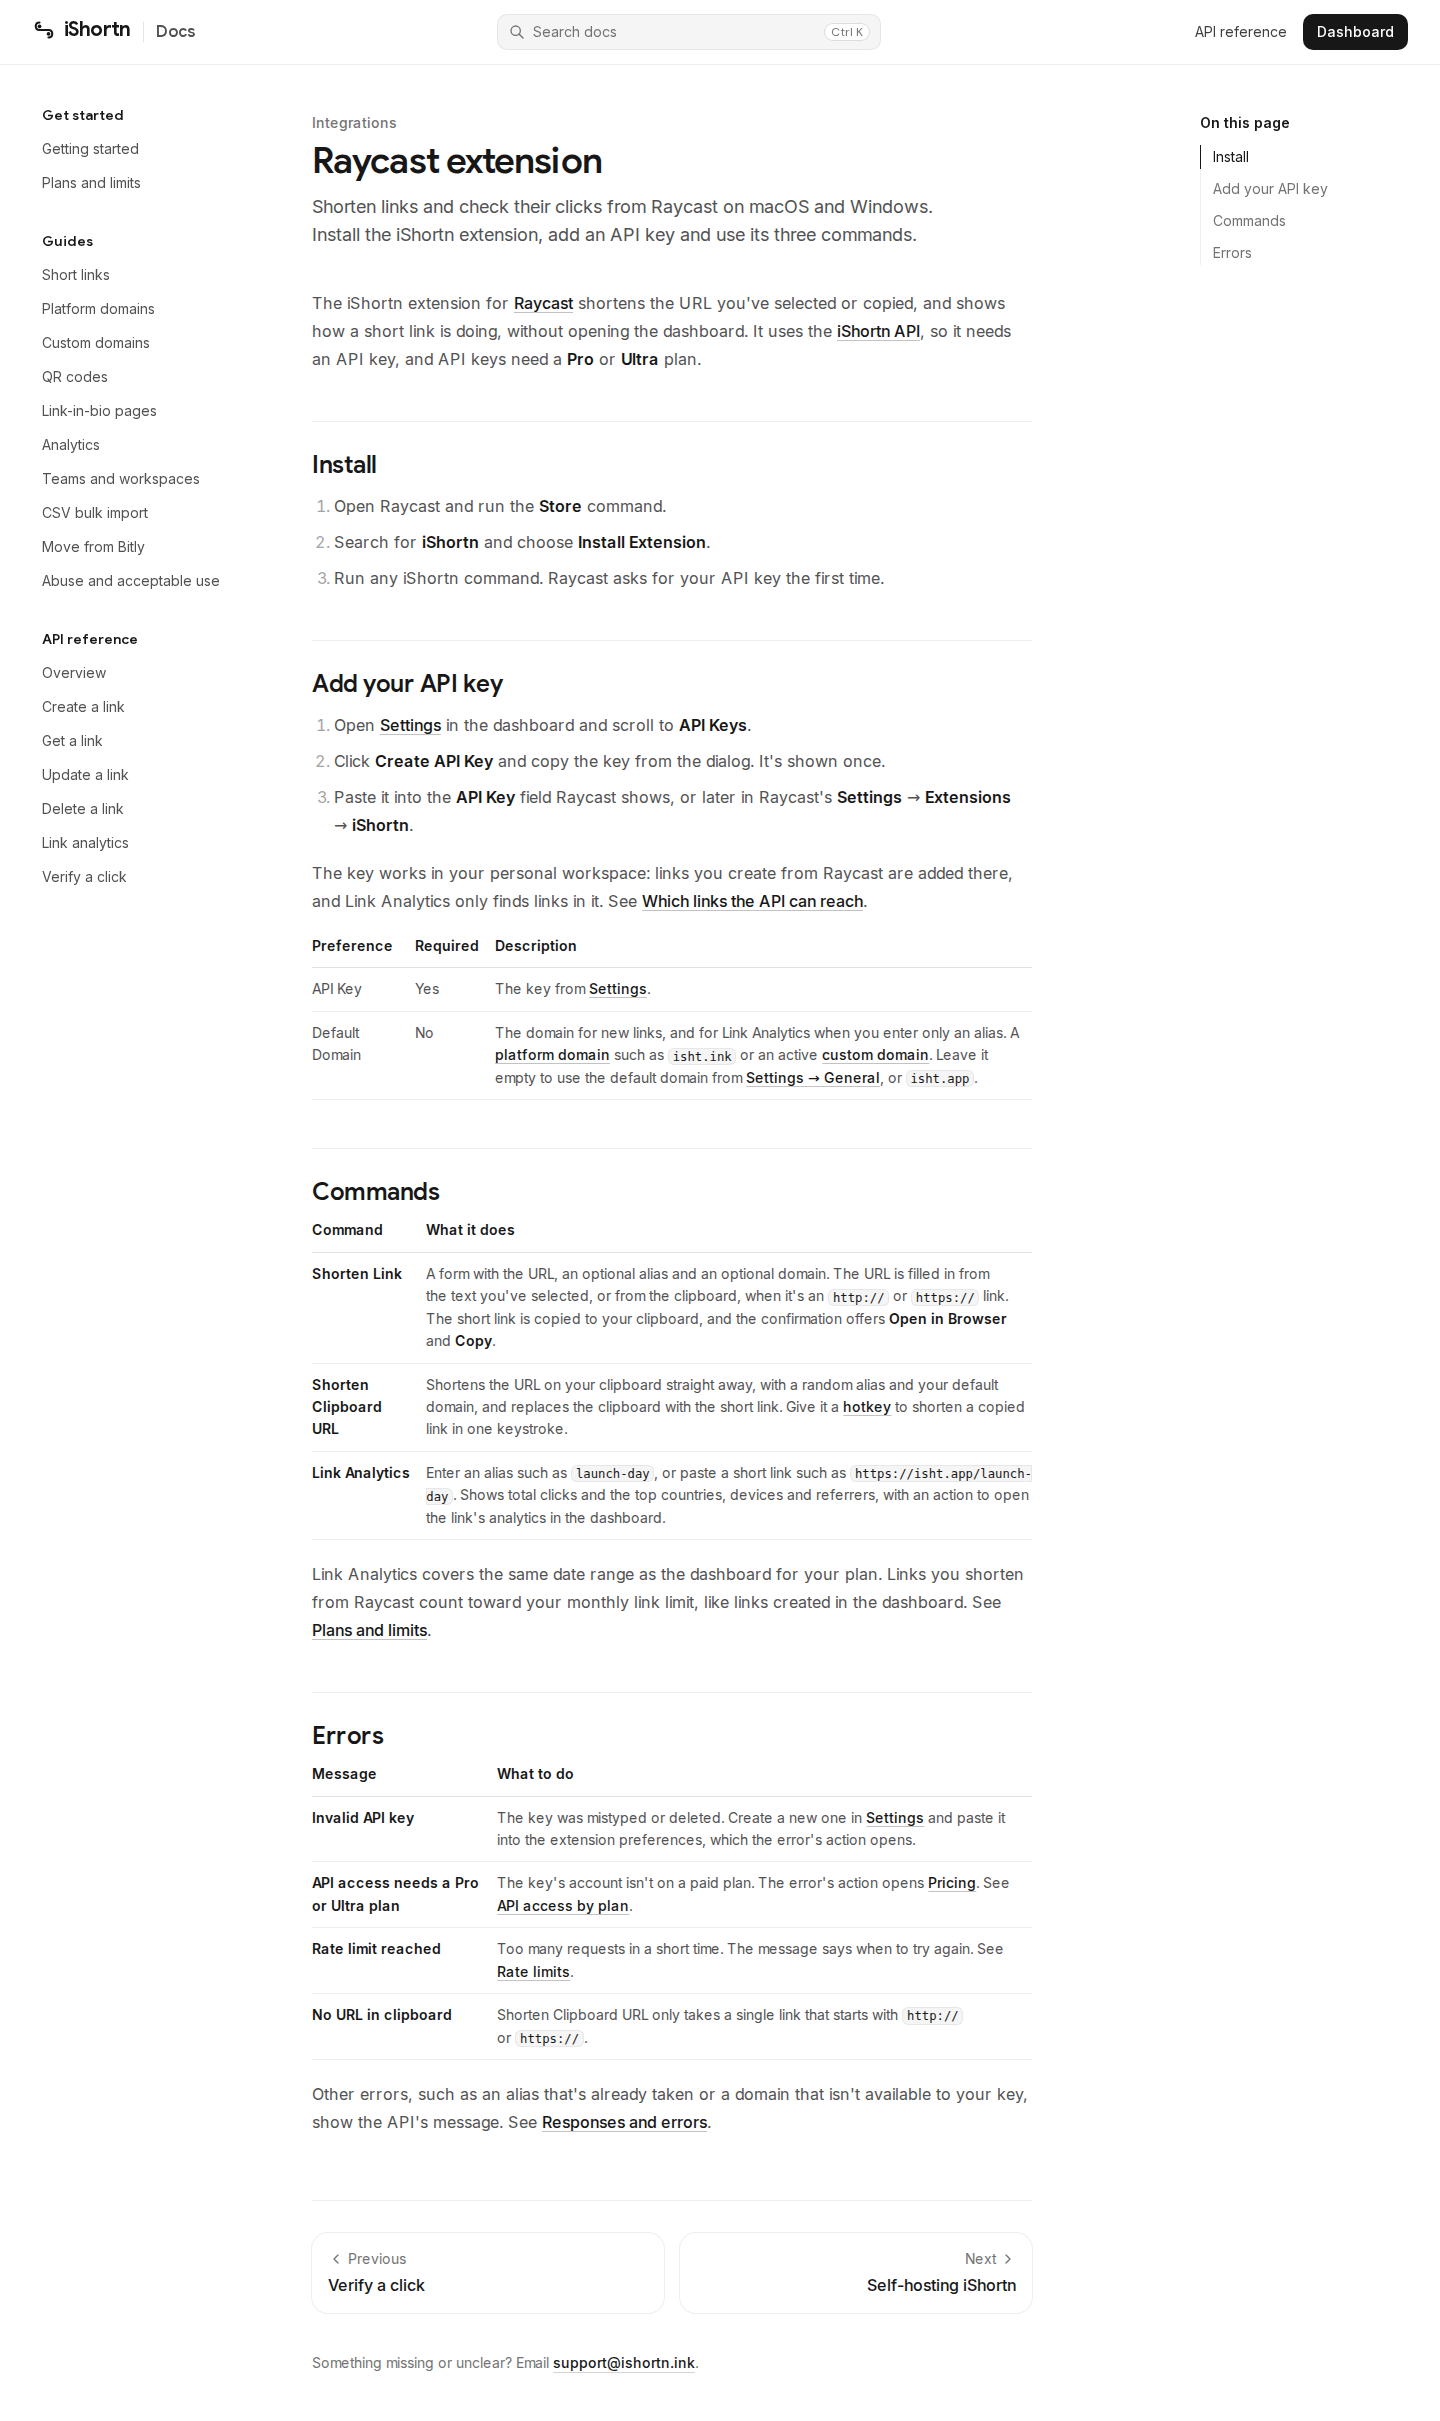 iShortn
Docs
Search docs
Ctrl K
API reference
Dashboard
Get started
Getting started
Plans and limits
Guides
Short links
Platform domains
Custom domains
QR codes
Link-in-bio pages
Analytics
Teams and workspaces
CSV bulk import
Move from Bitly
Abuse and acceptable use
API reference
Overview
Create a link
Get a link
Update a link
Delete a link
Link analytics
Verify a click
Integrations
Raycast extension
Shorten links and check their clicks from Raycast on macOS and Windows.
Install the iShortn extension, add an API key and use its three commands.
The iShortn extension for Raycast shortens the URL you've selected or copied, and shows
how a short link is doing, without opening the dashboard. It uses the iShortn API, so it needs
an API key, and API keys need a Pro or Ultra plan.
Install
1. Open Raycast and run the Store command.
2. Search for iShortn and choose Install Extension.
3. Run any iShortn command. Raycast asks for your API key the first time.
Add your API key
1. Open Settings in the dashboard and scroll to API Keys.
2. Click Create API Key and copy the key from the dialog. It's shown once.
3. Paste it into the API Key field Raycast shows, or later in Raycast's Settings → Extensions
→ iShortn.
The key works in your personal workspace: links you create from Raycast are added there,
and Link Analytics only finds links in it. See Which links the API can reach.
Preference Required Description
API Key Yes The key from Settings.
Default No The domain for new links, and for Link Analytics when you enter only an alias. A
Domain platform domain such as isht.ink or an active custom domain. Leave it
empty to use the default domain from Settings → General, or isht.app.
Commands
Command What it does
Shorten Link A form with the URL, an optional alias and an optional domain. The URL is filled in from
the text you've selected, or from the clipboard, when it's an http:// or https:// link.
The short link is copied to your clipboard, and the confirmation offers Open in Browser
and Copy.
Shorten Shortens the URL on your clipboard straight away, with a random alias and your default
Clipboard domain, and replaces the clipboard with the short link. Give it a hotkey to shorten a copied
URL link in one keystroke.
Link Analytics Enter an alias such as launch-day, or paste a short link such as https://isht.app/launch-
day. Shows total clicks and the top countries, devices and referrers, with an action to open
the link's analytics in the dashboard.
Link Analytics covers the same date range as the dashboard for your plan. Links you shorten
from Raycast count toward your monthly link limit, like links created in the dashboard. See
Plans and limits.
Errors
Message What to do
Invalid API key The key was mistyped or deleted. Create a new one in Settings and paste it
into the extension preferences, which the error's action opens.
API access needs a Pro The key's account isn't on a paid plan. The error's action opens Pricing. See
or Ultra plan API access by plan.
Rate limit reached Too many requests in a short time. The message says when to try again. See
Rate limits.
No URL in clipboard Shorten Clipboard URL only takes a single link that starts with http://
or https://.
Other errors, such as an alias that's already taken or a domain that isn't available to your key,
show the API's message. See Responses and errors.
Previous
Verify a click
Next
Self-hosting iShortn
Something missing or unclear? Email support@ishortn.ink.
On this page
Install
Add your API key
Commands
Errors